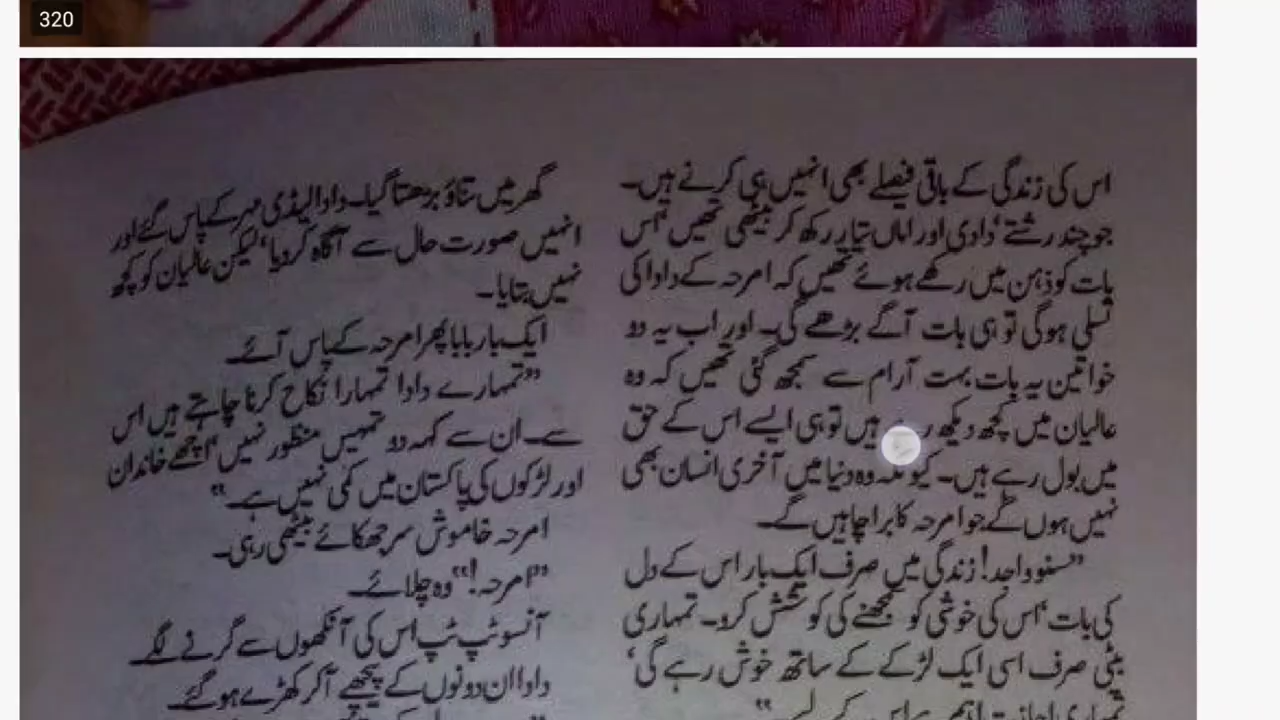 320
اس کی زندگی کے باقی فیصلے بھی انہیں ہی کرنے ہیں۔
جو چند رشتے ‘دادی اور اماں تیار رکھ کر بیٹھی تھیں ‘اس
بات کو ذہن میں رکھے ہوئے تھیں کہ امرحہ کے دادا کی
تسلی ہو گی تو ہی بات آگے بڑھے گی۔ اور اب یہ دو
خواتین یہ بات بہت آرام سے سمجھ گئی تھیں کہ وہ
عالیان میں کچھ دیکھ ہیں تو ہی ایسے اس کے حق
میں بول رہے ہیں۔ کیونکہ وہ دنیا میں آخری انسان بھی
نہیں ہوں گے جو امرحہ کا برا چاہیں گے۔
”سنو واجد! زندگی میں صرف ایک بار اس کے دل
کی بات ‘اس کی خوشی کو سمجھنے کی کوشش کرو۔ تمہاری
بیٹی صرف اسی ایک لڑکے کے ساتھ خوش رہے گی‘
گھر میں تناؤ بڑھتا گیا۔ دادا لیڈی مہر کے پاس گئے اور
انہیں صورت حال سے آگاہ کر دیا‘ لیکن عالیان کو کچھ
نہیں بتایا۔
ایک بار بابا پھر امرحہ کے پاس آئے۔
”تمہارے دادا تمہارا نکاح کرنا چاہتے ہیں اس
سے۔ ان سے کہہ دو تمہیں منظور نہیں‘ اچھے خاندان
اور لڑکوں کی پاکستان میں کمی نہیں ہے۔“
امرحہ خاموش سر جھکائے بیٹھی رہی۔
”امرحہ!“ وہ چلائے۔
آنسو ٹپ ٹپ اس کی آنکھوں سے گرنے لگے۔
دادا ان دونوں کے پیچھے آ کر کھڑے ہو گئے۔